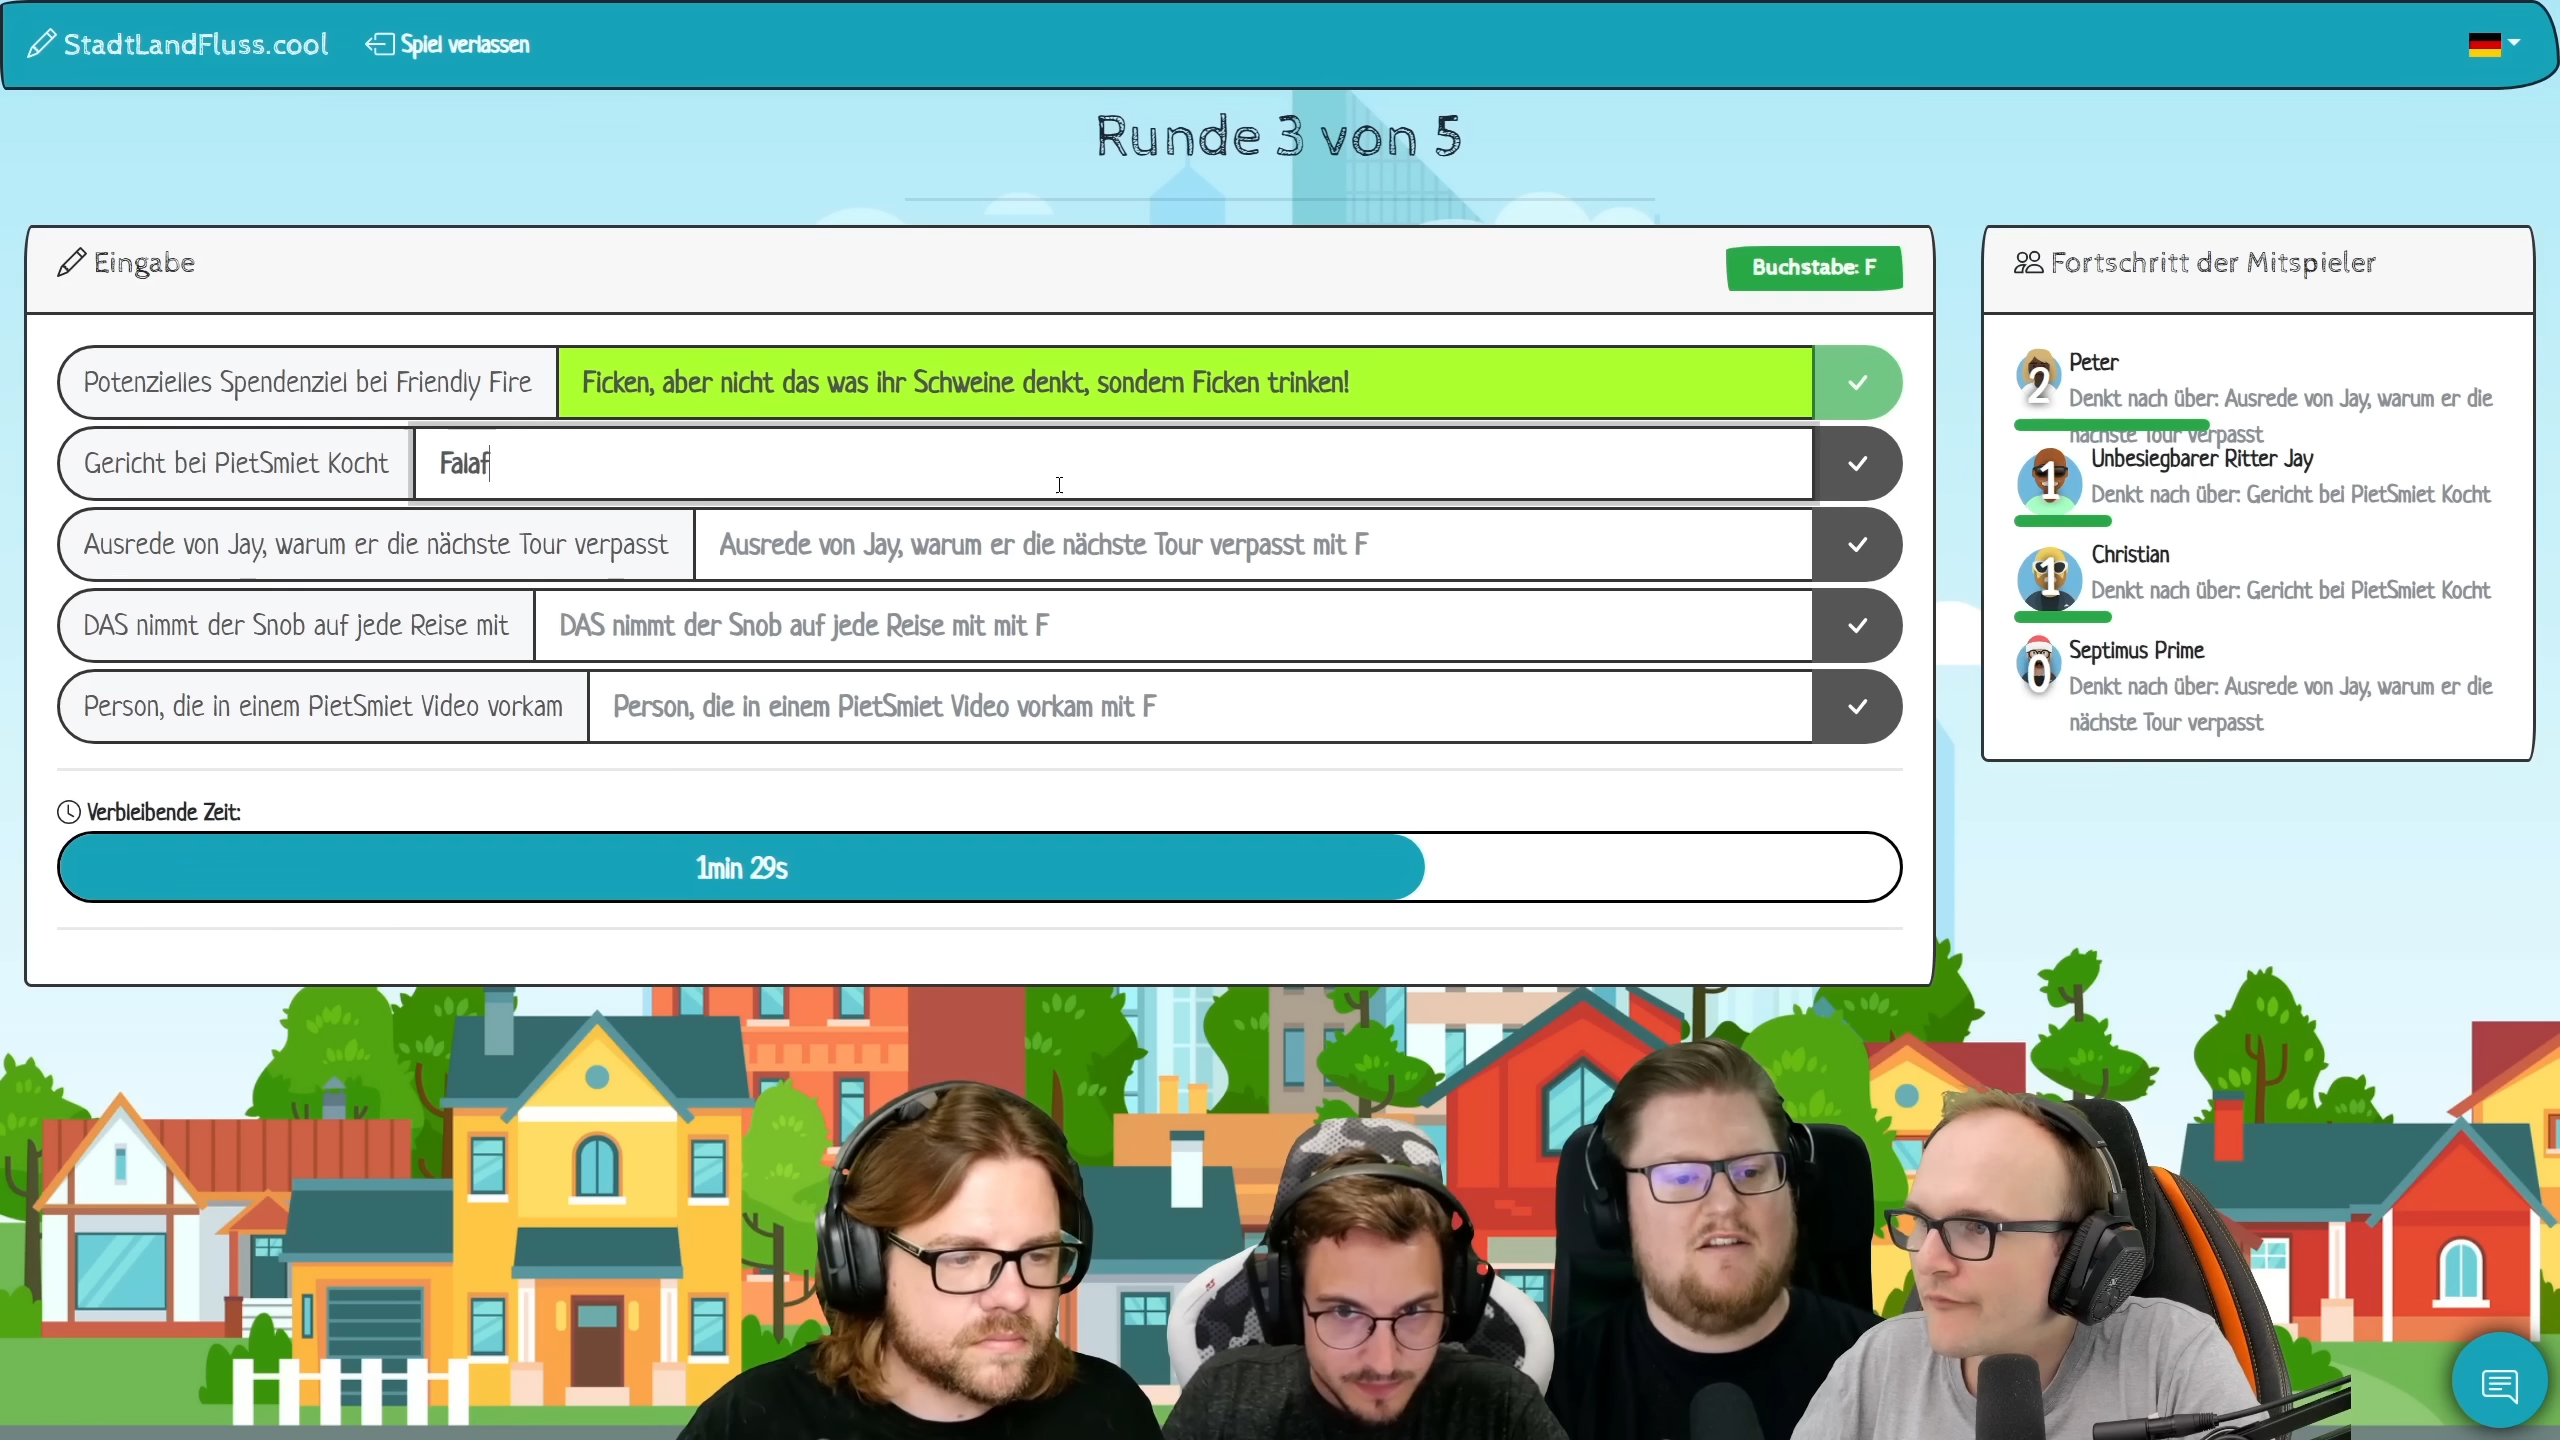 StadtLandFluss.cool
Spiel verlassen
Runde 3 von 5
Eingabe
Buchstabe: F
Potenzielles Spendenziel bei Friendly Fire
Ficken, aber nicht das was ihr Schweine denkt, sondern Ficken trinken!
Gericht bei PietSmiet Kocht
Falaf
Ausrede von Jay, warum er die nächste Tour verpasst
Ausrede von Jay, warum er die nächste Tour verpasst mit F
DAS nimmt der Snob auf jede Reise mit
DAS nimmt der Snob auf jede Reise mit mit F
Person, die in einem PietSmiet Video vorkam
Person, die in einem PietSmiet Video vorkam mit F
Verbleibende Zeit:
1min 29s
Fortschritt der Mitspieler
2
Peter
Denkt nach über: Ausrede von Jay, warum er die
nächste Tour verpasst
1
Unbesiegbarer Ritter Jay
Denkt nach über: Gericht bei PietSmiet Kocht
1
Christian
Denkt nach über: Gericht bei PietSmiet Kocht
0
Septimus Prime
Denkt nach über: Ausrede von Jay, warum er die
nächste Tour verpasst